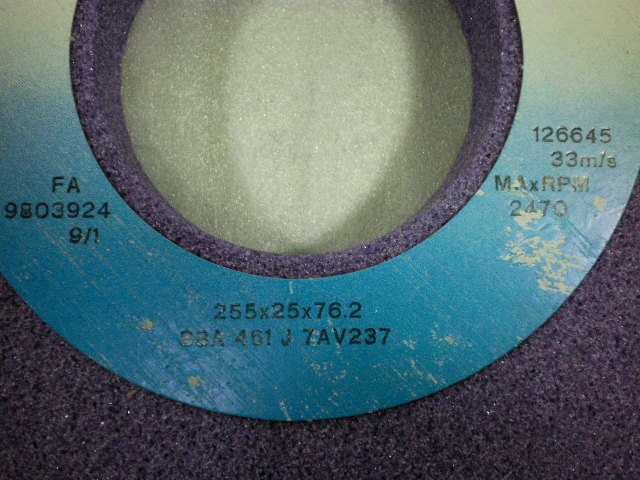 FA
9803924
9/1
126645
33m/s
MAxRPM
2470
255x25x76.2
93A 461 J 7AV237